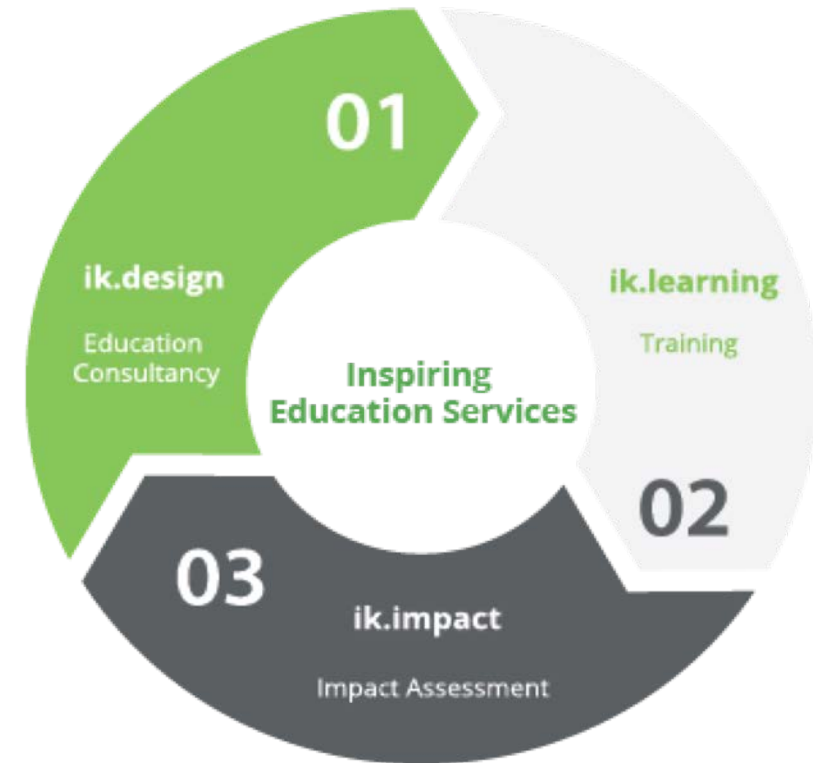 01
ik.design
Education
Consultancy
ik.learning
Training
02
03
ik.impact
Impact Assessment
Inspiring
Education Services